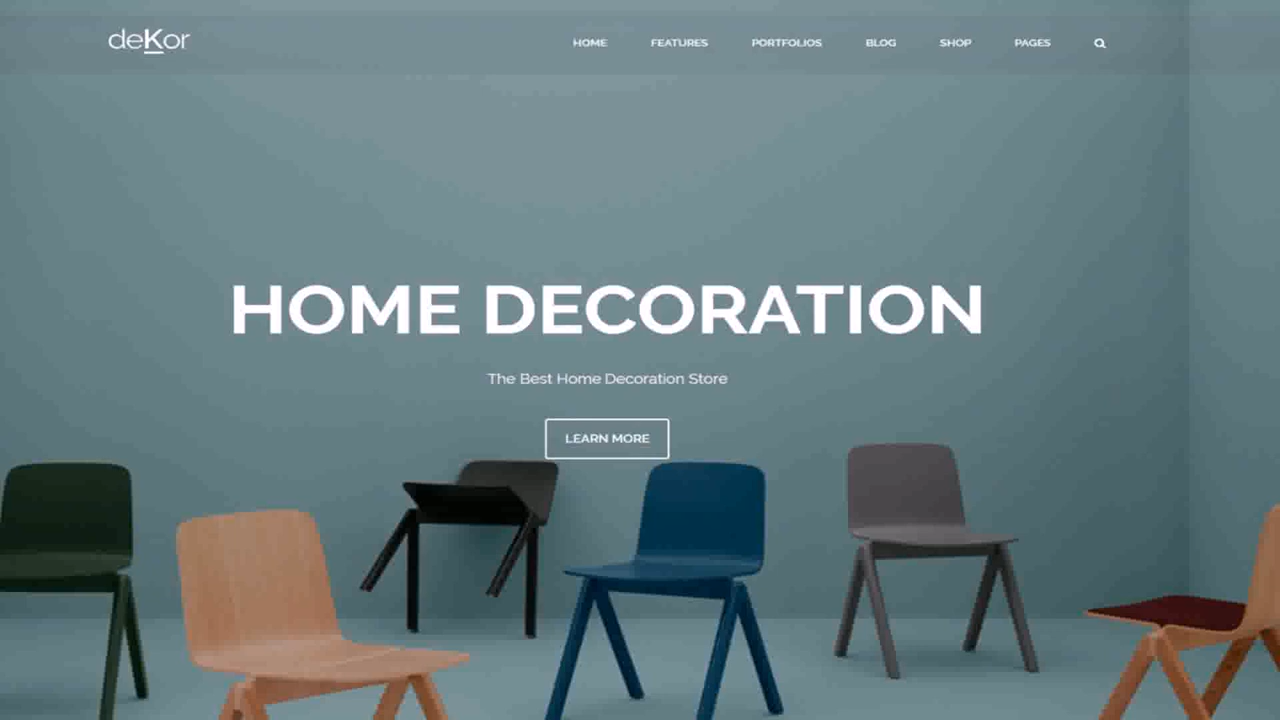 deKor
HOME FEATURES PORTFOLIOS BLOG SHOP PAGES
HOME DECORATION
The Best Home Decoration Store
LEARN MORE